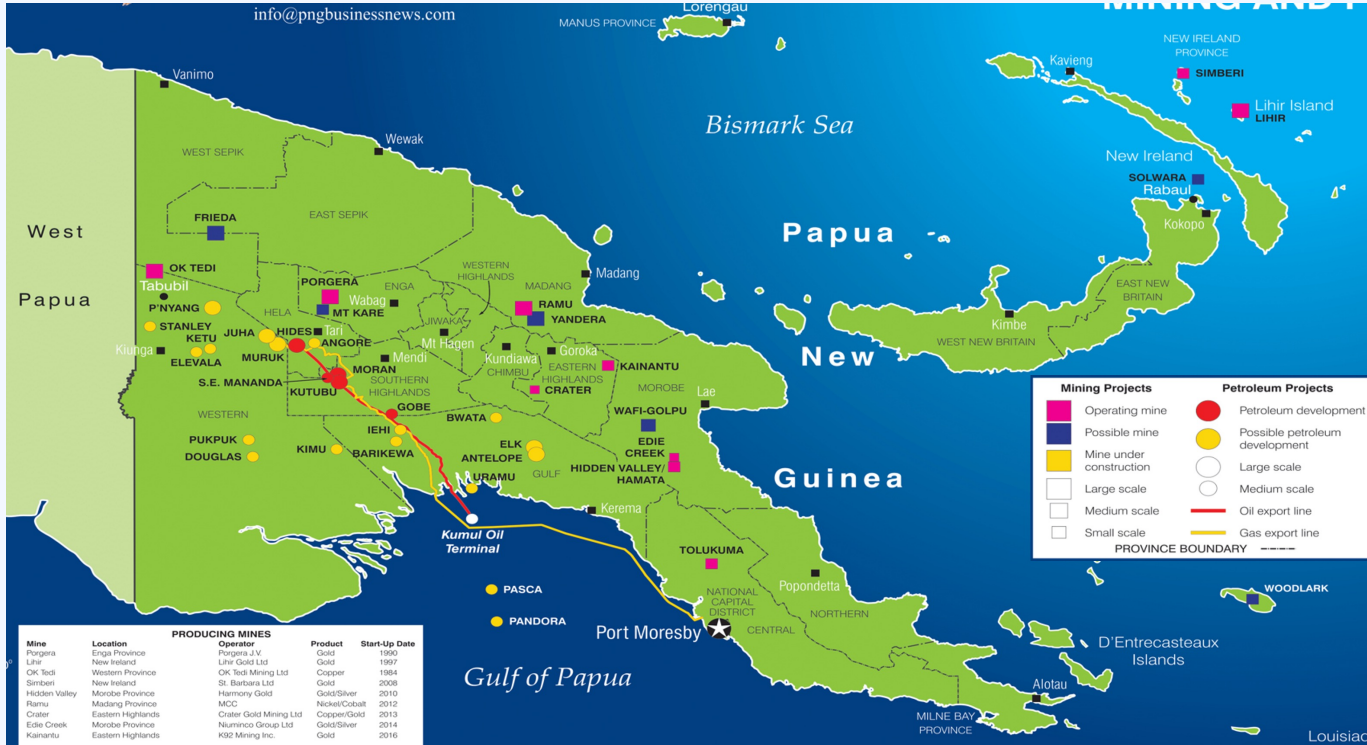 info@pngbusinessnews.com
Lorengau
MANUS PROVINCE
NEW IRELAND
PROVINCE
Kavieng
SIMBERI
Lihir Island
LIHIR
Vanimo
Bismark Sea
Wewak
WEST SEPIK
New Ireland
SOLWARA
Rabaul
Kokopo
EAST SEPIK
FRIEDA
West
Papua
Papua
OK TEDI
Tabubil
WESTERN
HIGHLANDS
MADANG
Madang
PORGERA
ENGA
EAST NEW
BRITAIN
P'NYANG
HELA
MT KARE
Wabag
RAMU
YANDERA
Kimbe
WEST NEW BRITAIN
STANLEY
KETU
JUHA
HIDES
Tari
ANGORE
JIWAKA
Mt Hagen
Kundiawa
Goroka
New
Kiunga
ELEVALA
MURUK
Mendi
CHIMBU
EASTERN
HIGHLANDS
KAINANTU
MORAN
S.E. MANANDA
KUTUBU
SOUTHERN
HIGHLANDS
CRATER
MOROBE
Lae
WESTERN
GOBE
BWATA
WAFI-GOLPU
PUKPUK
DOUGLAS
KIMU
IEHI
BARIKEWA
ELK
ANTELOPE
GULF
EDIE
CREEK
HIDDEN VALLEY/
HAMATA
Guinea
URAMU
Kerema
Kumul Oil
Terminal
TOLUKUMA
Popondetta
PASCA
PANDORA
NATIONAL
CAPITAL
DISTRICT
NORTHERN
CENTRAL
Port Moresby
WOODLARK
D'Entrecasteaux
Islands
Gulf of Papua
Alotau
MILNE BAY
PROVINCE
Mining Projects Petroleum Projects
Operating mine Petroleum development
Possible mine Possible petroleum
development
Mine under
construction
Large scale Large scale
Medium scale Medium scale
Small scale
Oil export line
Gas export line
PROVINCE BOUNDARY
PRODUCING MINES
Mine Location Operator Product Start-Up Date
Porgera Enga Province Porgera J.V. Gold 1990
Lihir New Ireland Lihir Gold Ltd Gold 1997
OK Tedi Western Province OK Tedi Mining Ltd Copper 1984
Simberi New Ireland St. Barbara Ltd Gold 2008
Hidden Valley Morobe Province Harmony Gold Gold/Silver 2010
Ramu Madang Province MCC Nickel/Cobalt 2012
Crater Eastern Highlands Crater Gold Mining Ltd Copper/Gold 2013
Edie Creek Morobe Province Niuminco Group Ltd Gold/Silver 2014
Kainantu Eastern Highlands K92 Mining Inc. Gold 2016